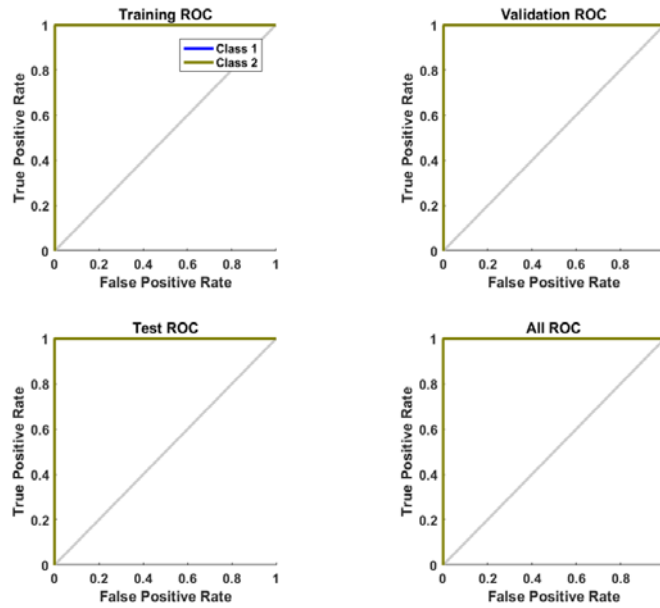 Training ROC
1
0.8
0.6
0.4
0.2
0
True Positive Rate
Class 1
Class 2
0 0.2 0.4 0.6 0.8 1
False Positive Rate
Validation ROC
1
0.8
0.6
0.4
0.2
0
True Positive Rate
0 0.2 0.4 0.6 0.8
False Positive Rate
Test ROC
1
0.8
0.6
0.4
0.2
0
True Positive Rate
0 0.2 0.4 0.6 0.8 1
False Positive Rate
All ROC
1
0.8
0.6
0.4
0.2
0
True Positive Rate
0 0.2 0.4 0.6 0.8
False Positive Rate